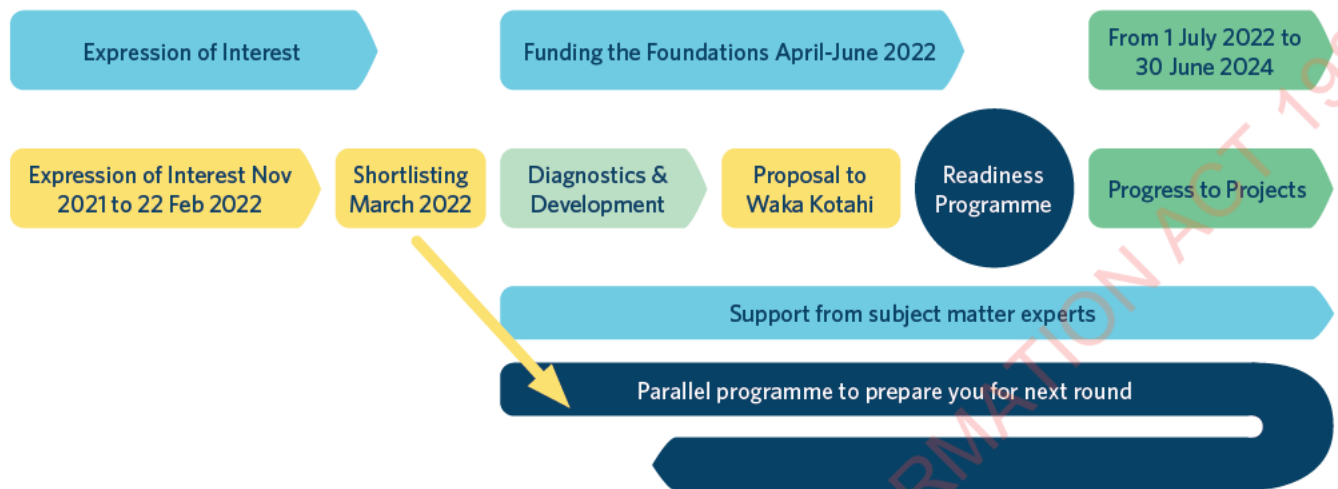 Expression of Interest
Funding the Foundations April-June 2022
From 1 July 2022 to
30 June 2024
Expression of Interest Nov
2021 to 22 Feb 2022
Shortlisting
March 2022
Diagnostics &
Development
Proposal to
Waka Kotahi
Readiness
Programme
Progress to Projects
Support from subject matter experts
Parallel programme to prepare you for next round
ACT